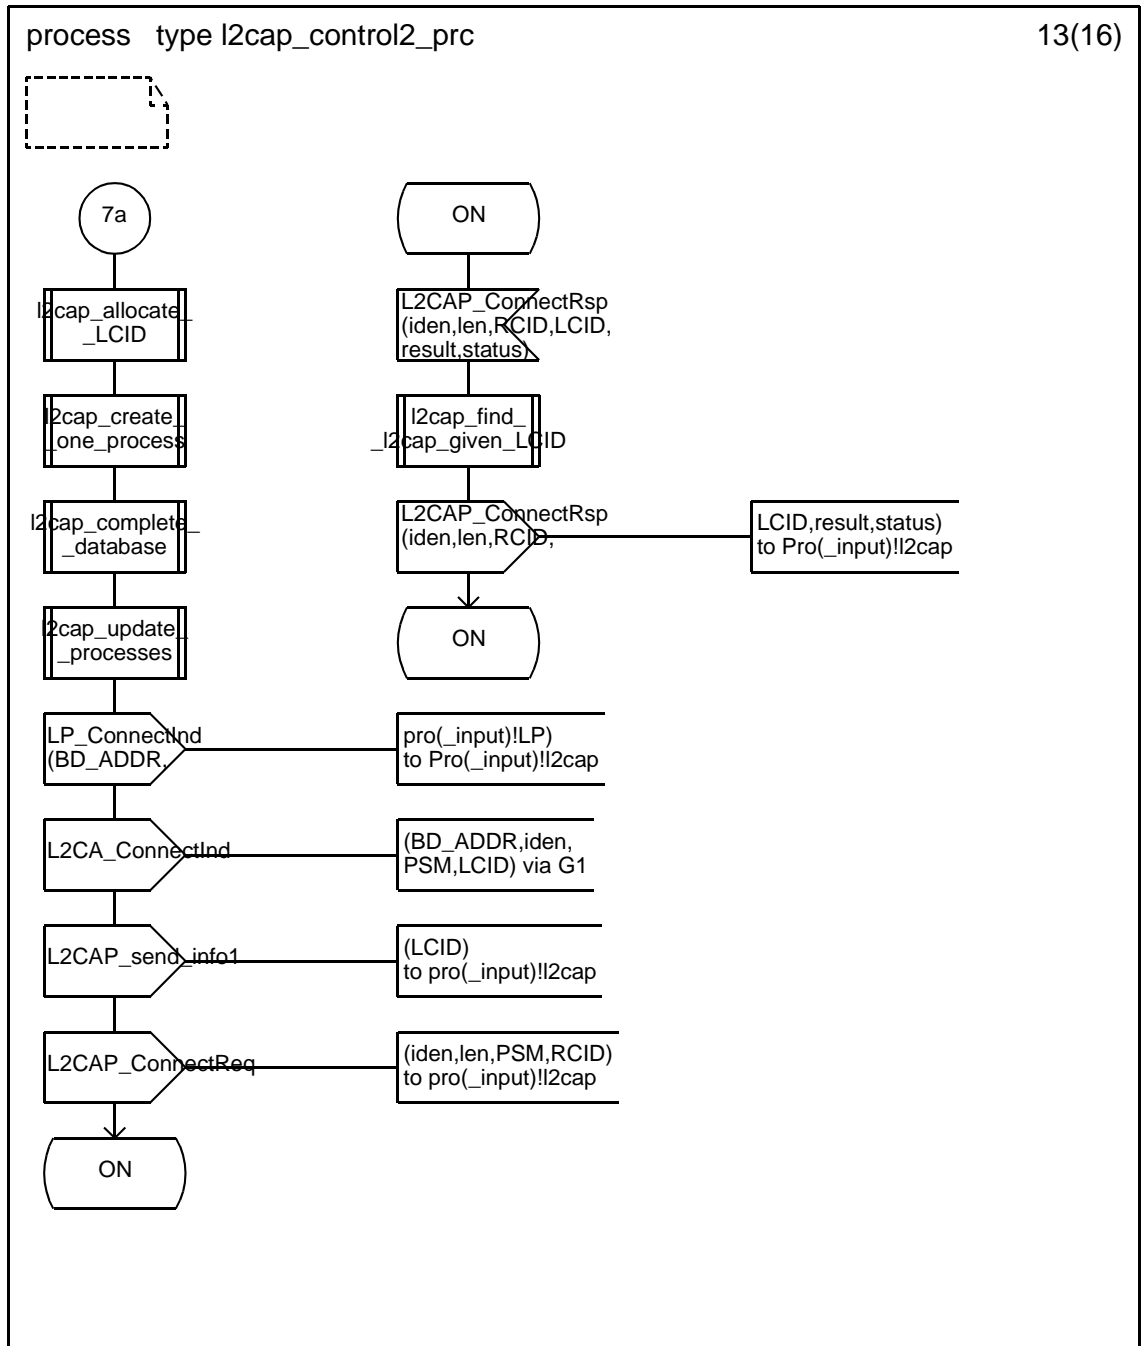 process type l2cap_control2_prc
13(16)
7a
l2cap_allocate_
_LCID
l2cap_create_
_one_process
l2cap_complete_
_database
l2cap_update_
_processes
LP_ConnectInd
(BD_ADDR,
pro(_input)!LP)
to Pro(_input)!l2cap
L2CA_ConnectInd
(BD_ADDR,iden,
PSM,LCID) via G1
L2CAP_send_info1
(LCID)
to pro(_input)!l2cap
L2CAP_ConnectReq
(iden,len,PSM,RCID)
to pro(_input)!l2cap
ON
ON
L2CAP_ConnectRsp
(iden,len,RCID,LCID,
result,status)
l2cap_find_
_l2cap_given_LCID
L2CAP_ConnectRsp
(iden,len,RCID,
LCID,result,status)
to Pro(_input)!l2cap
ON